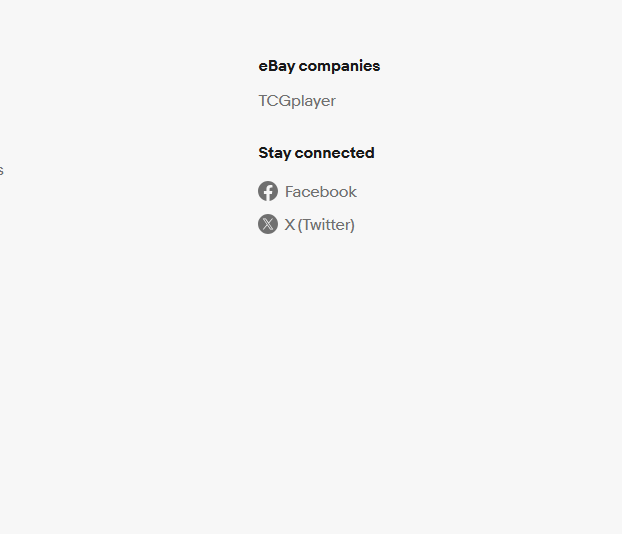 eBay companies
TCGplayer
Stay connected
s
Facebook
X (Twitter)